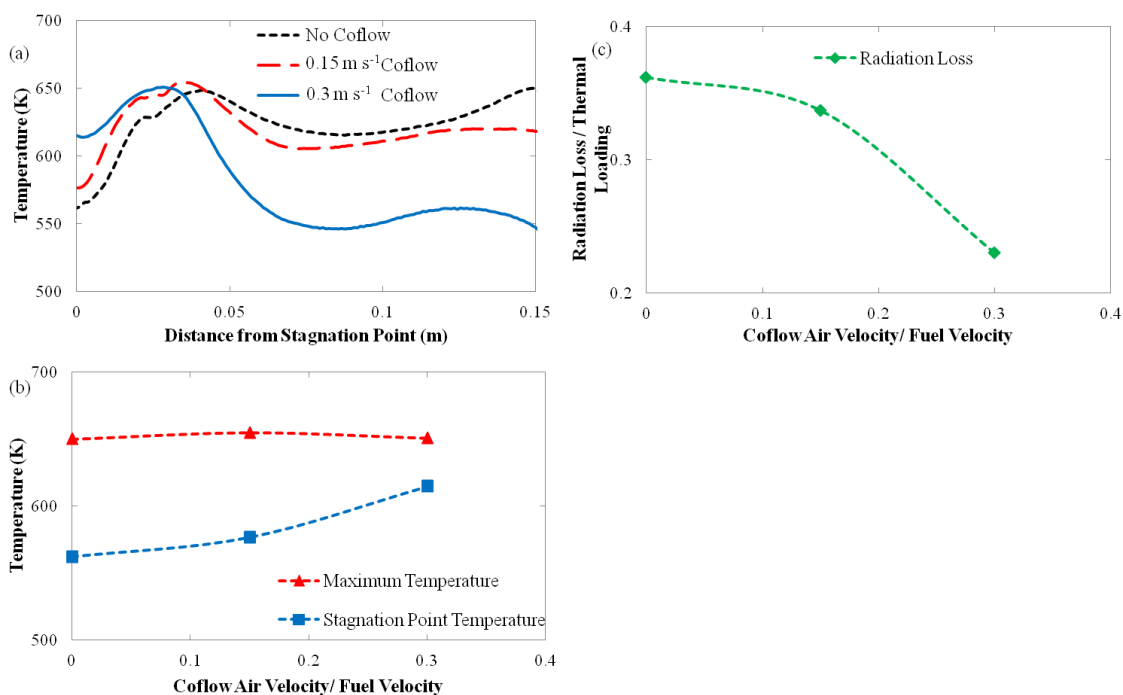 (a)
Temperature (K)
700
650
600
550
500
No Coflow
0.15 m s⁻¹ Coflow
0.3 m s⁻¹ Coflow
0
0.05
0.1
0.15
Distance from Stagnation Point (m)
(c)
Radiation Loss / Thermal
Loading
0.4
0.3
0.2
Radiation Loss
0
0.1
0.2
0.3
0.4
Coflow Air Velocity/ Fuel Velocity
(b)
Temperature (K)
700
600
500
Maximum Temperature
Stagnation Point Temperature
0
0.1
0.2
0.3
0.4
Coflow Air Velocity/ Fuel Velocity